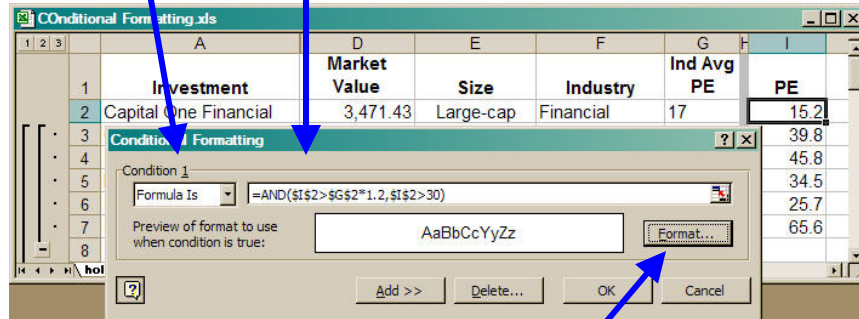 COnditional Formatting.xls
1 2 3 A D E F G H I
Market Ind Avg
1 Investment Value Size Industry PE PE
2 Capital One Financial 3,471.43 Large-cap Financial 17 15.2
3 Conditional Formatting 39.8
4 45.8
Condition 1
5 34.5
Formula Is =AND($I$2>$G$2*1.2,$I$2>30)
6 25.7
7 Preview of format to use when condition is true: AaBbCcYyZz Format... 65.6
8
hol
Add >> Delete... OK Cancel